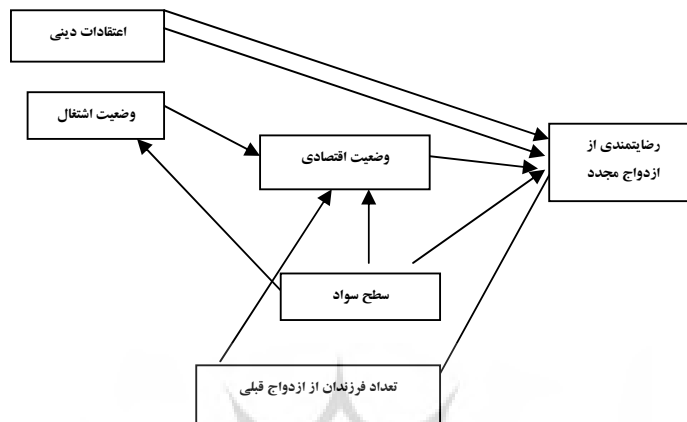 اعتقادات دینی
وضعیت اشتغال
وضعیت اقتصادی
رضایتمندی از
ازدواج مجدد
سطح سواد
تعداد فرزندان از ازدواج قبلی